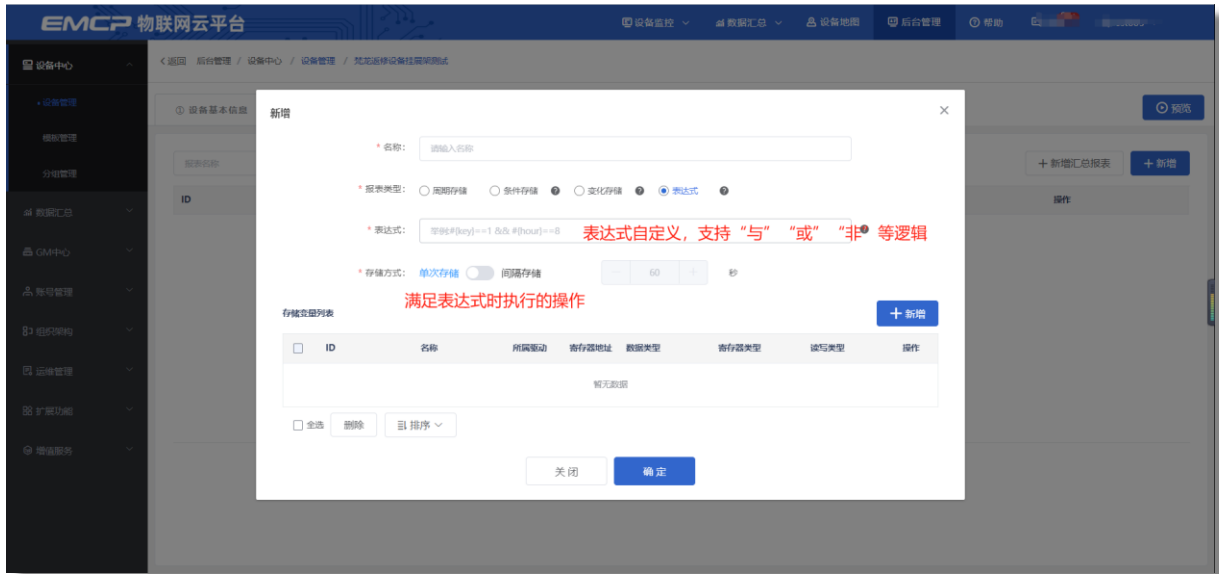 EMCP 物联网云平台
设备监控 数据汇总 设备地图 后台管理 帮助
设备中心
<返回 后台管理 / 设备中心 / 设备管理 /
• 设备管理
① 设备基本信息
新增
×
预览
模板管理
* 名称： 请输入名称
报表名称
+ 新增汇总报表
+ 新增
分组管理
* 报表类型： 周期存储 条件存储 变化存储 表达式
ID
操作
数据汇总
* 表达式： 举例:#{key}==1 && #{hour}==8
表达式自定义，支持“与” “或” “非” 等逻辑
GM中心
* 存储方式： 单次存储 间隔存储 - 60 + 秒
账号管理
满足表达式时执行的操作
存储变量列表
+ 新增
组织架构
ID 名称 所属驱动 寄存器地址 数据类型 寄存器类型 读写类型 操作
运维管理
暂无数据
扩展功能
全选 删除 排序
增值服务
关闭 确定